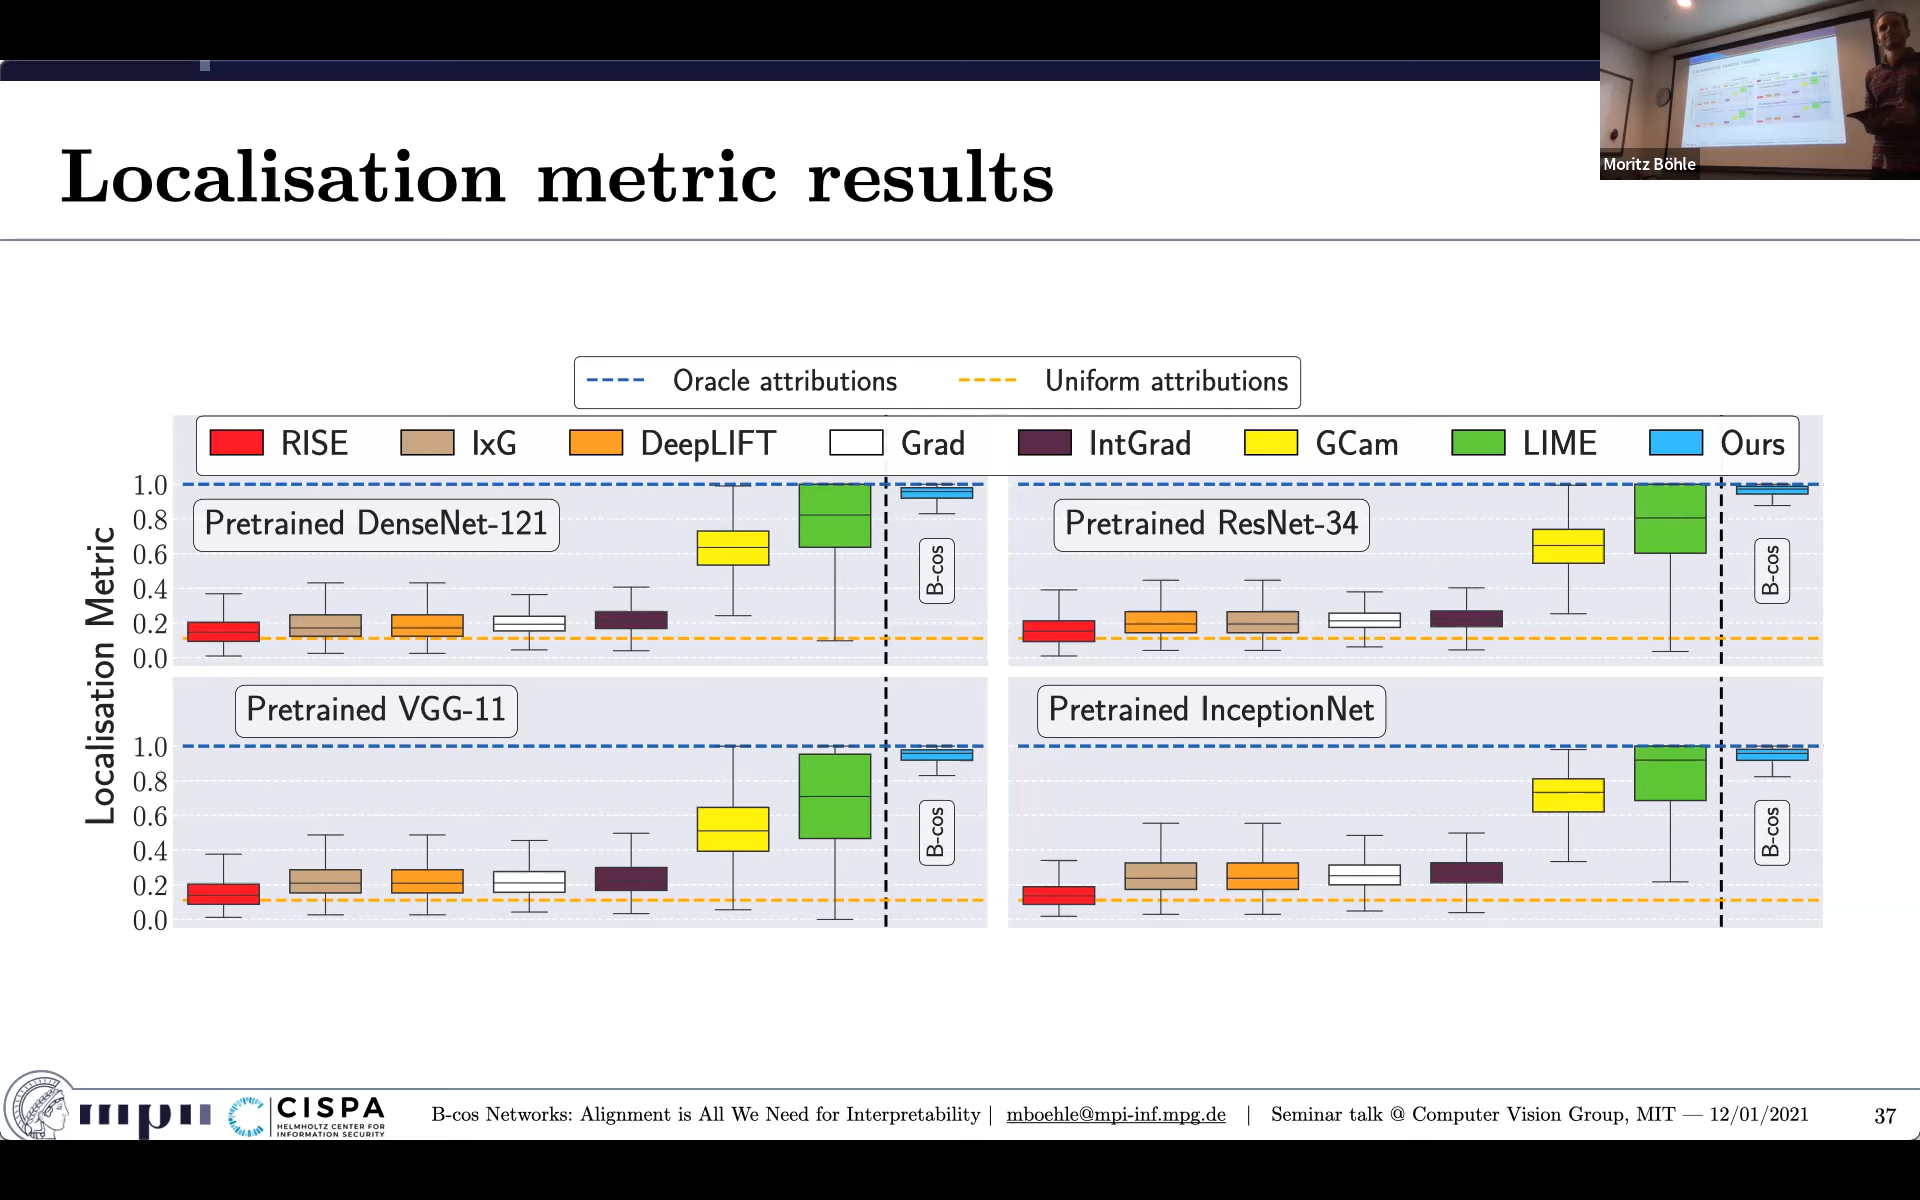 Moritz Böhle
Localisation metric results
Oracle attributions Uniform attributions
RISE IxG DeepLIFT Grad IntGrad GCam LIME Ours
Localisation Metric
1.0
0.8
0.6
0.4
0.2
0.0
Pretrained DenseNet-121
B-cos
Pretrained ResNet-34
B-cos
1.0
0.8
0.6
0.4
0.2
0.0
Pretrained VGG-11
B-cos
Pretrained InceptionNet
B-cos
mpii
CISPA
HELMHOLTZ CENTER FOR
INFORMATION SECURITY
B-cos Networks: Alignment is All We Need for Interpretability | mboehle@mpi-inf.mpg.de | Seminar talk @ Computer Vision Group, MIT — 12/01/2021 37